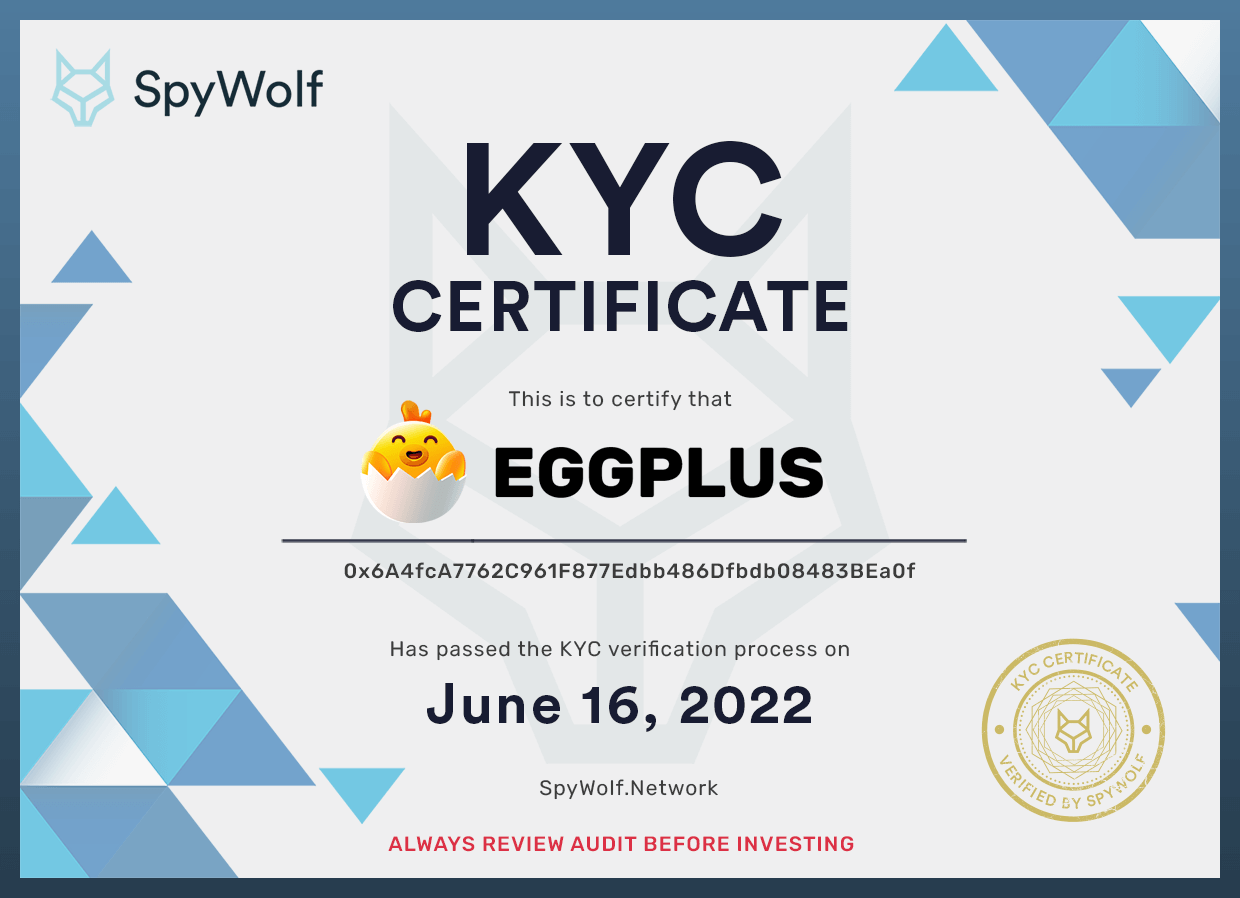 SpyWolf
KYC
CERTIFICATE
This is to certify that
EGGPLUS
0x6A4fcA7762C961F877Edbb486Dfbdb08483BEa0f
Has passed the KYC verification process on
June 16, 2022
KYC CERTIFICATE
VERIFIED BY SPYWOLF
SpyWolf.Network
ALWAYS REVIEW AUDIT BEFORE INVESTING